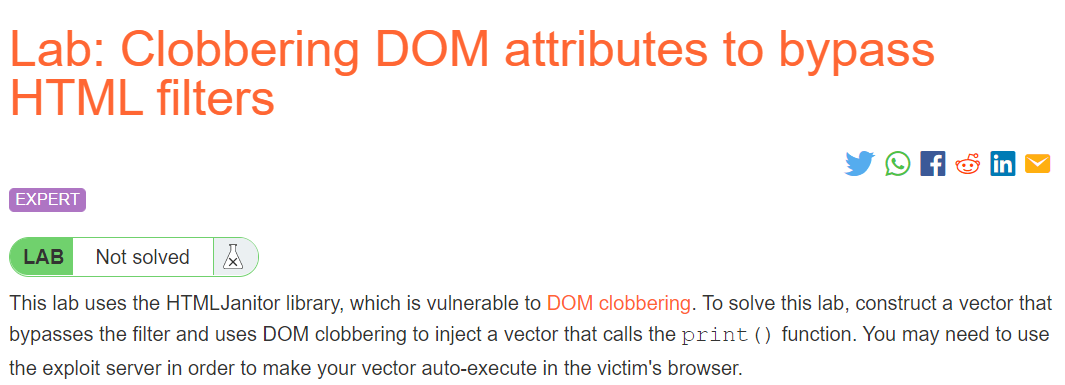 Lab: Clobbering DOM attributes to bypass
HTML filters
in
EXPERT
LAB Not solved
This lab uses the HTMLJanitor library, which is vulnerable to DOM clobbering. To solve this lab, construct a vector that
bypasses the filter and uses DOM clobbering to inject a vector that calls the print() function. You may need to use
the exploit server in order to make your vector auto-execute in the victim's browser.